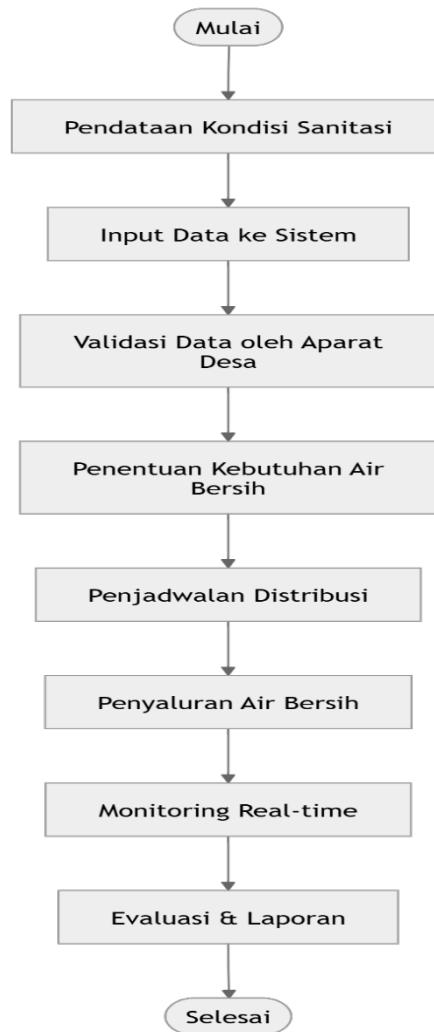 Mulai
Pendataan Kondisi Sanitasi
Input Data ke Sistem
Validasi Data oleh Aparat
Desa
Penentuan Kebutuhan Air
Bersih
Penjadwalan Distribusi
Penyaluran Air Bersih
Monitoring Real-time
Evaluasi & Laporan
Selesai